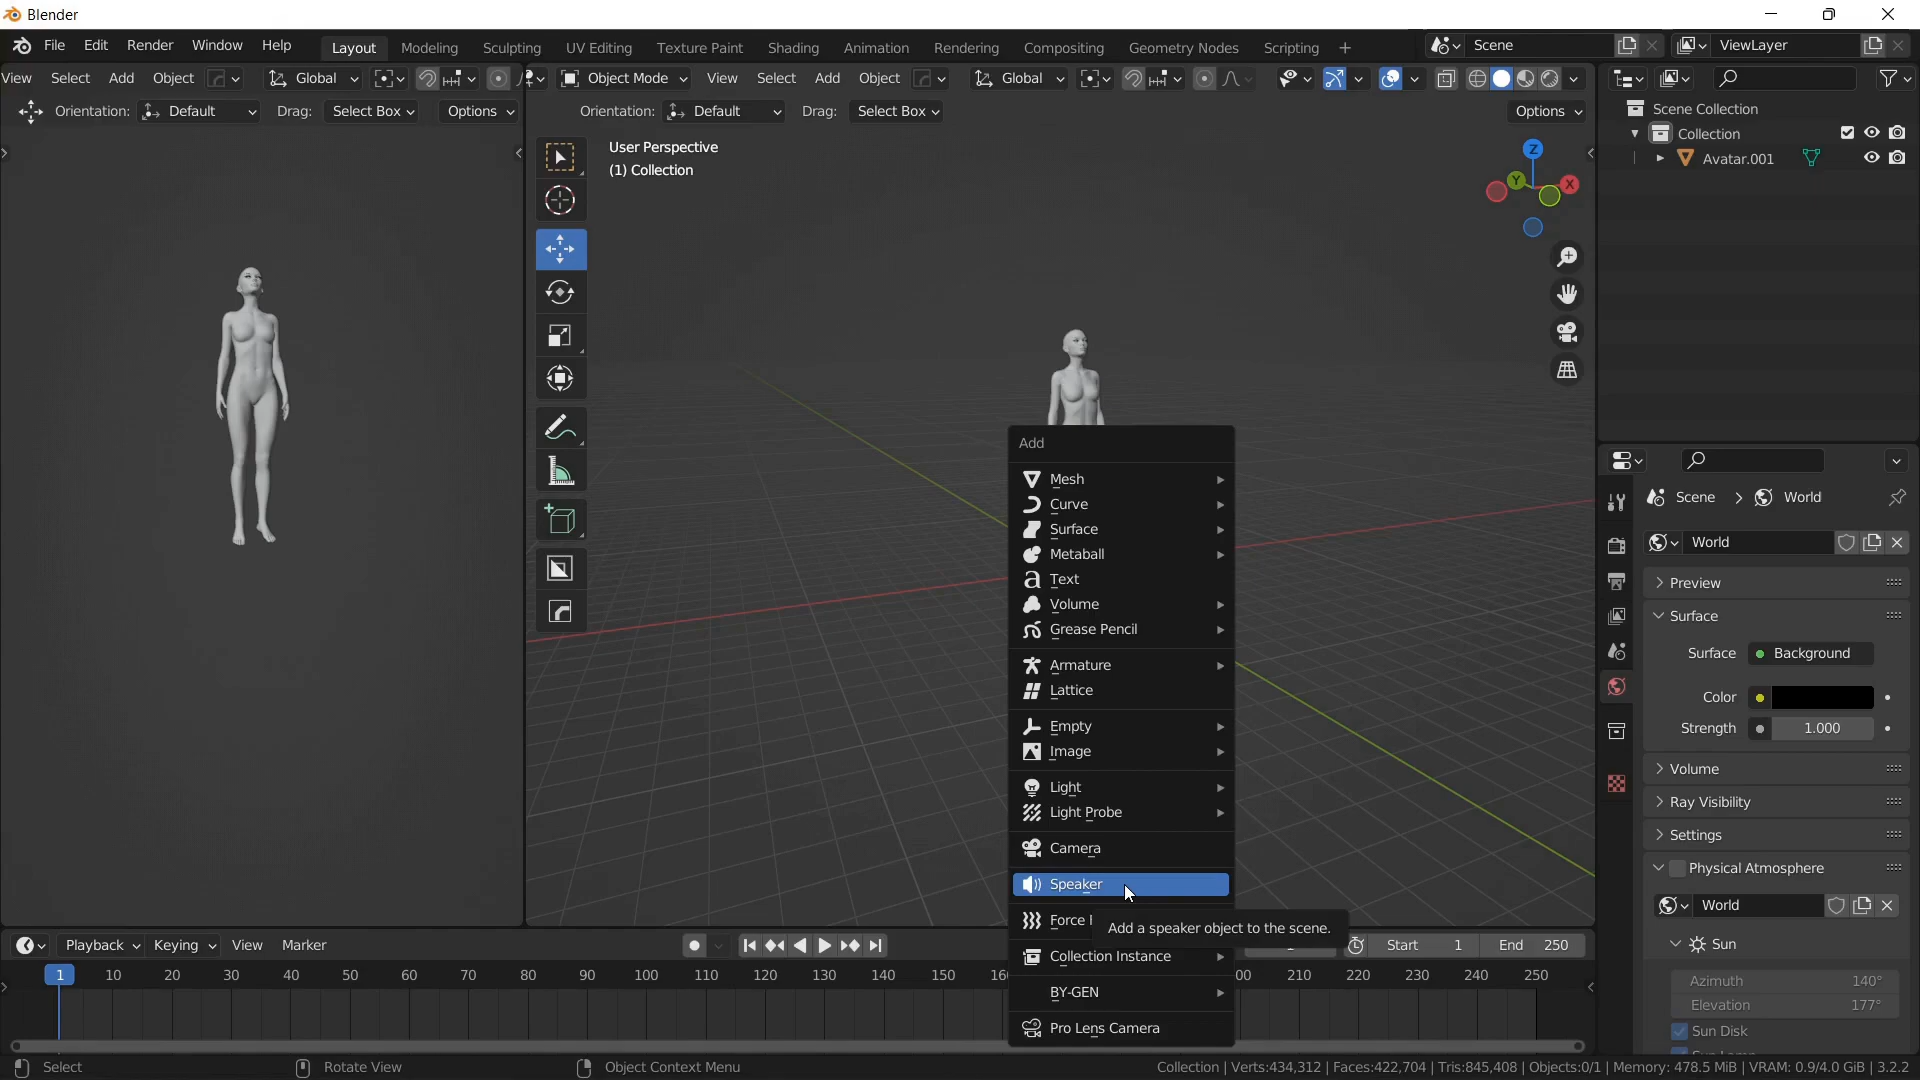 Blender
File Edit Render Window Help Layout Modeling Sculpting UV Editing Texture Paint Shading Animation Rendering Compositing Geometry Nodes Scripting + Scene ViewLayer
View Select Add Object Global Object Mode View Select Add Object Global
Orientation: Default Drag: Select Box Options Orientation: Default Drag: Select Box Options
User Perspective
(1) Collection
Z
Y X
Scene Collection
Collection
Avatar.001
Add
Mesh
Curve
Surface
Metaball
Text
Volume
Grease Pencil
Armature
Lattice
Empty
Image
Light
Light Probe
Camera
Speaker
Force
Add a speaker object to the scene.
Collection Instance
BY-GEN
Pro Lens Camera
Scene > World
World
Preview
Surface
Surface Background
Color
Strength 1.000
Volume
Ray Visibility
Settings
Physical Atmosphere
World
Sun
Azimuth 140°
Elevation 177°
Sun Disk
Playback Keying View Marker Start 1 End 250
1 10 20 30 40 50 60 70 80 90 100 110 120 130 140 150 210 220 230 240 250
Select Rotate View Object Context Menu Collection | Verts:434,312 | Faces:422,704 | Tris:845,408 | Objects:0/1 | Memory: 478.5 MiB | VRAM: 0.9/4.0 GiB | 3.2.2